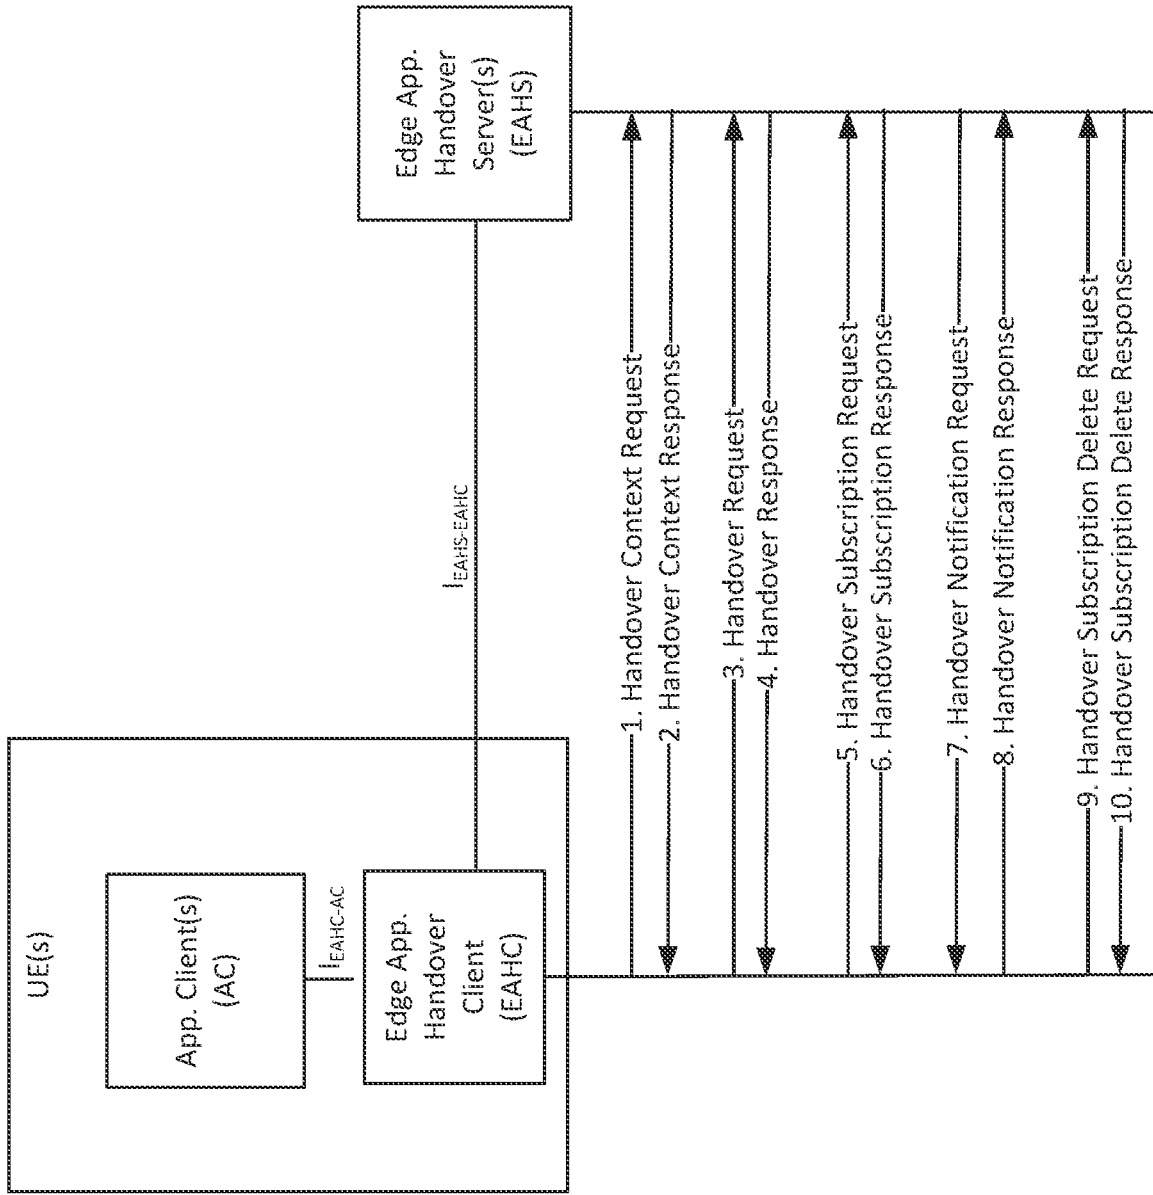 UE(s)
App. Client(s)
(AC)
I EAHC-AC
Edge App.
Handover
Client
(EAHC)
I EAHS-EAHC
Edge App.
Handover
Server(s)
(EAHS)
1. Handover Context Request
2. Handover Context Response
3. Handover Request
4. Handover Response
5. Handover Subscription Request
6. Handover Subscription Response
7. Handover Notification Request
8. Handover Notification Response
9. Handover Subscription Delete Request
10. Handover Subscription Delete Response